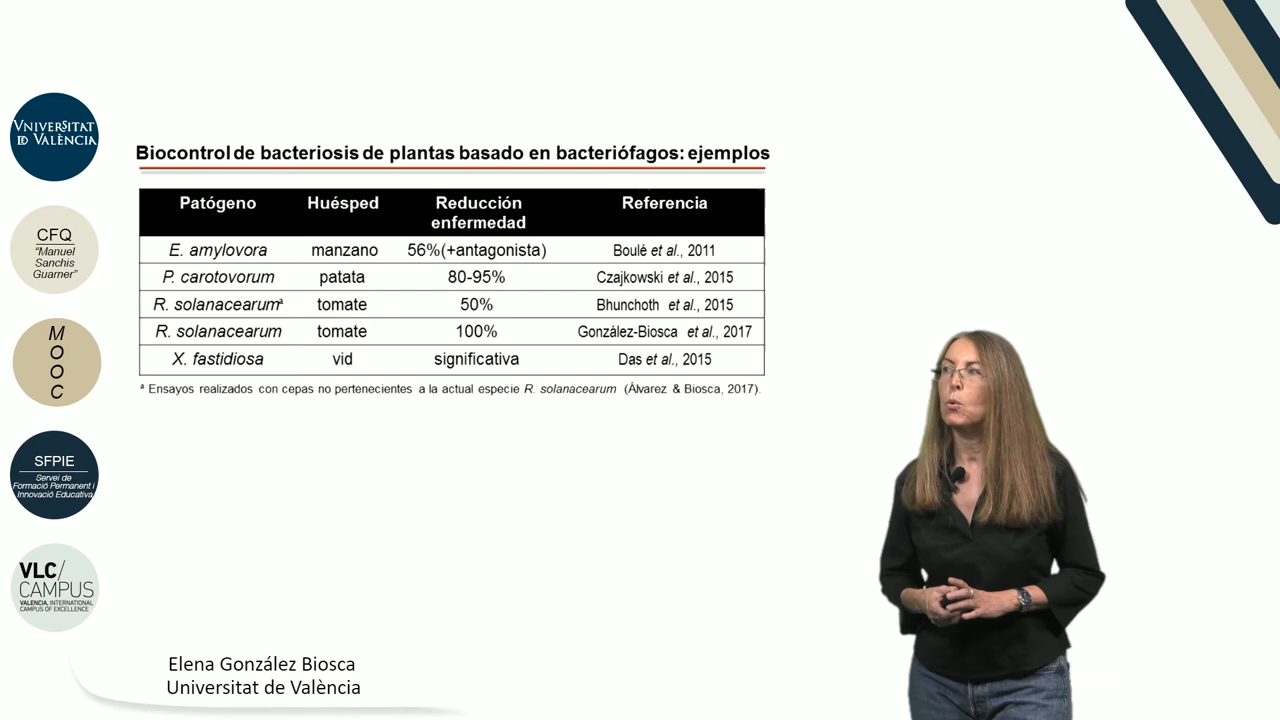 VNIVERSITAT
ID VALÈNCIA
CFQ
"Manuel
Sanchis
Guarner"
M
O
O
C
SFPIE
Servei de
Formació Permanent i
Innovació Educativa
VLC/
CAMPUS
VALENCIA, INTERNATIONAL
CAMPUS OF EXCELLENCE
Biocontrol de bacteriosis de plantas basado en bacteriófagos: ejemplos
Patógeno Huésped Reducción enfermedad Referencia
E. amylovora manzano 56%(+antagonista) Boulé et al., 2011
P. carotovorum patata 80-95% Czajkowski et al., 2015
R. solanacearumª tomate 50% Bhunchoth et al., 2015
R. solanacearum tomate 100% González-Biosca et al., 2017
X. fastidiosa vid significativa Das et al., 2015
ª Ensayos realizados con cepas no pertenecientes a la actual especie R. solanacearum (Álvarez & Biosca, 2017).
Elena González Biosca
Universitat de València